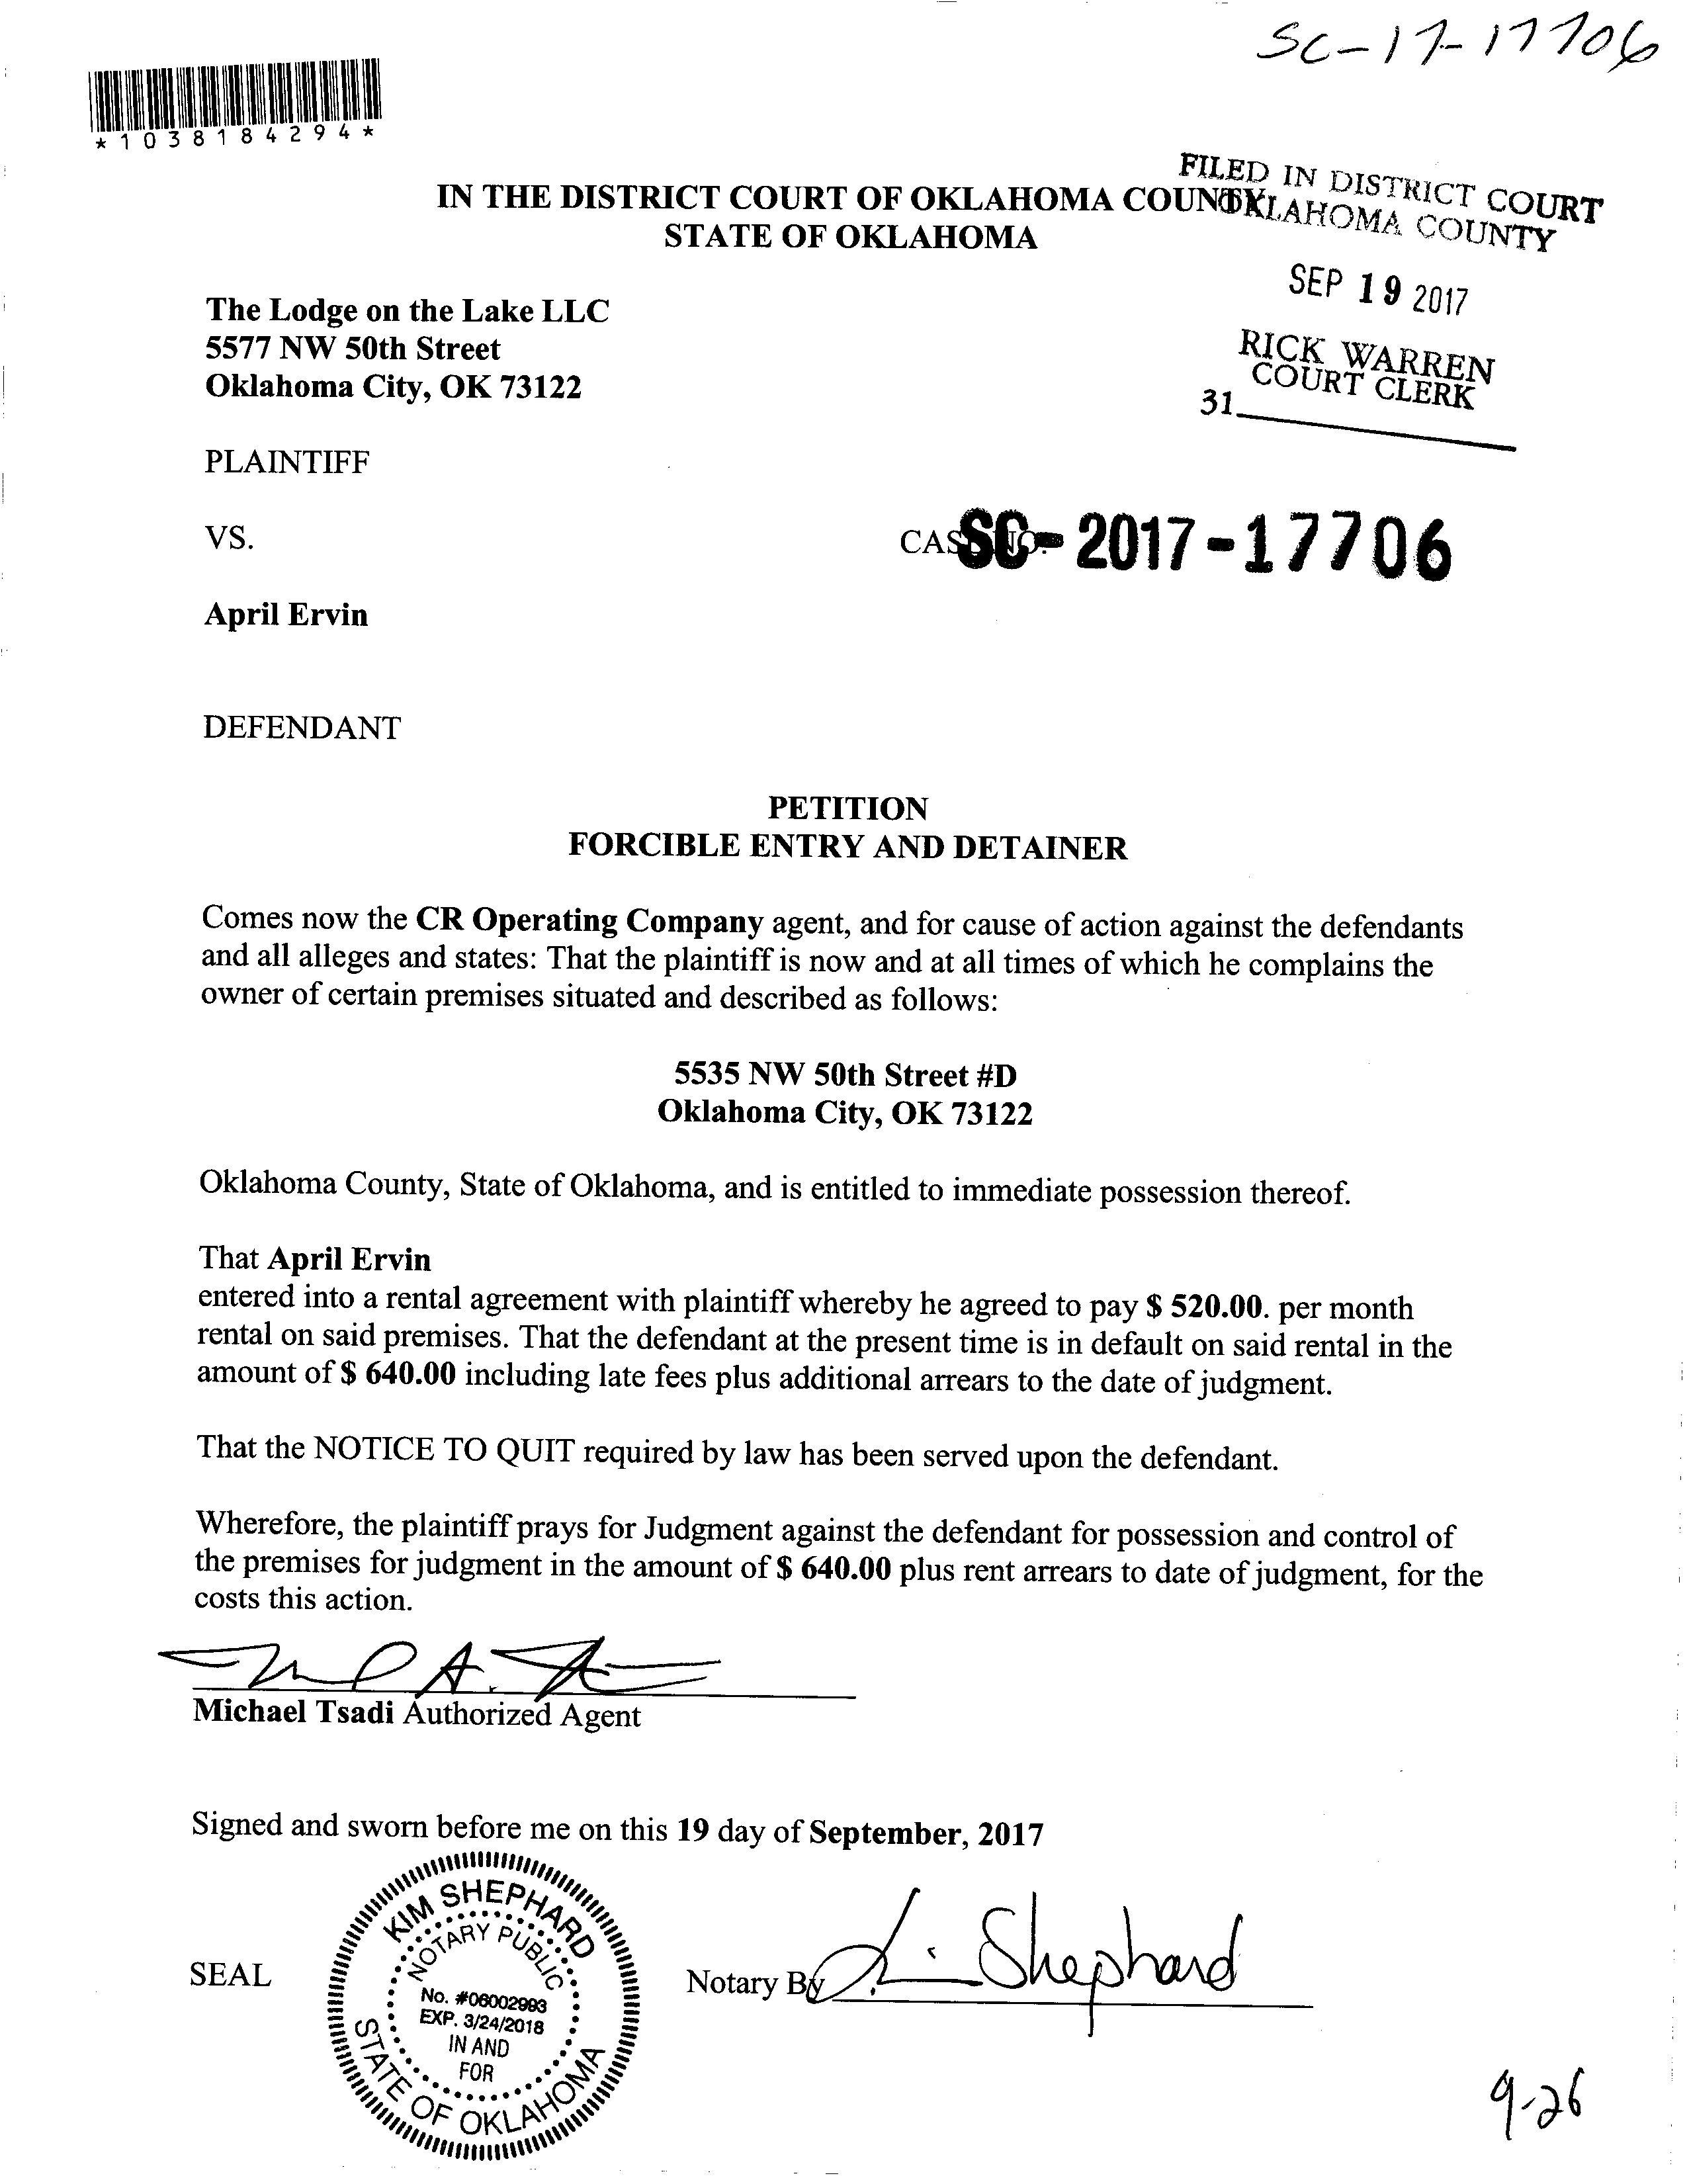 SC-17-17706
*1038184294*
FILED IN DISTRICT COURT
OKLAHOMA COUNTY
IN THE DISTRICT COURT OF OKLAHOMA COUNTY
STATE OF OKLAHOMA
SEP 19 2017
RICK WARREN
COURT CLERK
31
The Lodge on the Lake LLC
5577 NW 50th Street
Oklahoma City, OK 73122
PLAINTIFF
VS.
CASE NO. SC-2017-17706
April Ervin
DEFENDANT
PETITION
FORCIBLE ENTRY AND DETAINER
Comes now the CR Operating Company agent, and for cause of action against the defendants
and all alleges and states: That the plaintiff is now and at all times of which he complains the
owner of certain premises situated and described as follows:
5535 NW 50th Street #D
Oklahoma City, OK 73122
Oklahoma County, State of Oklahoma, and is entitled to immediate possession thereof.
That April Ervin
entered into a rental agreement with plaintiff whereby he agreed to pay $ 520.00. per month
rental on said premises. That the defendant at the present time is in default on said rental in the
amount of $ 640.00 including late fees plus additional arrears to the date of judgment.
That the NOTICE TO QUIT required by law has been served upon the defendant.
Wherefore, the plaintiff prays for Judgment against the defendant for possession and control of
the premises for judgment in the amount of $ 640.00 plus rent arrears to date of judgment, for the
costs this action.
Michael Tsadi Authorized Agent
Signed and sworn before me on this 19 day of September, 2017
SEAL
KIM SHEPHARD
NOTARY PUBLIC
No. #06002993
EXP. 3/24/2018
IN AND
FOR
STATE OF OKLAHOMA
Notary By Shephard
9-26